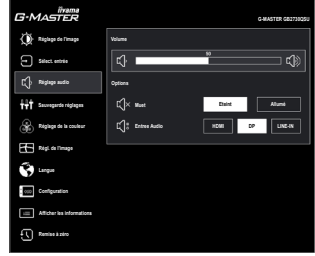 iiyama
G-MASTER
G-MASTER GB2730QSU
Réglage de l'image
Sélect. entrée
Réglage audio
Sauvegarde réglages
Réglage de la couleur
Régl. de l'image
Langue
Configuration
Afficher les informations
Remise à zéro
Volume
50
Options
Muet
Eteint
Allumé
Entrée Audio
HDMI
DP
LINE-IN